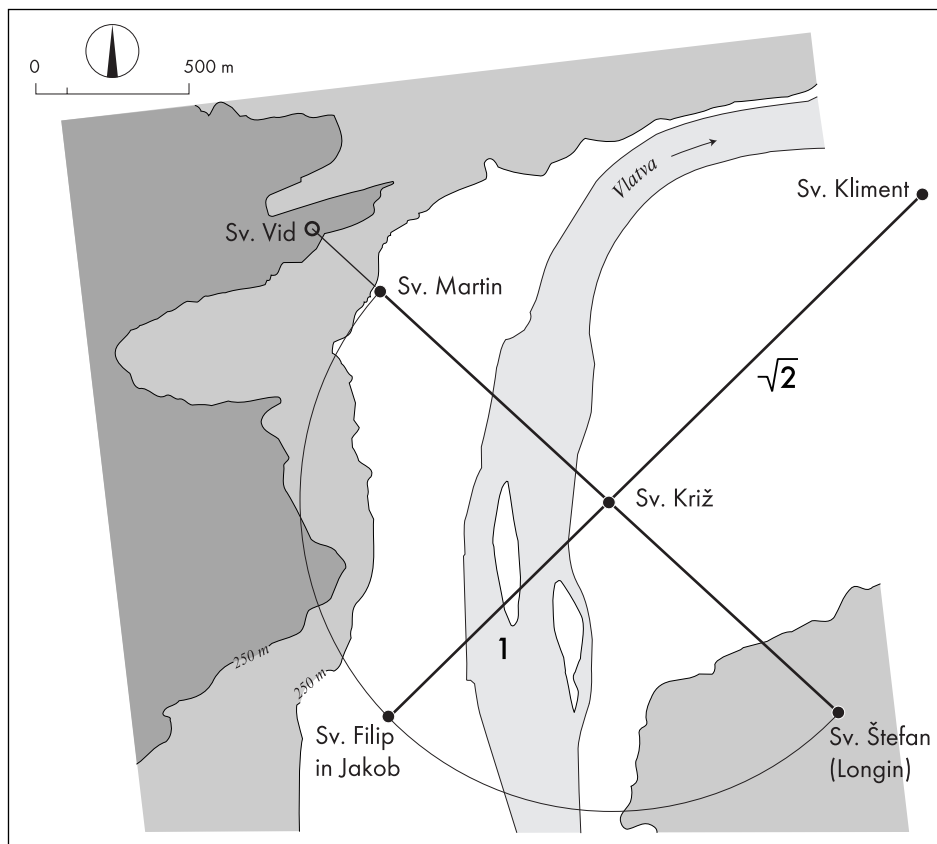 0 500 m
Vlatva
Sv. Kliment
Sv. Vid
Sv. Martin
√2
Sv. Križ
1
250 m
250 m
Sv. Filip
in Jakob
Sv. Štefan
(Longin)